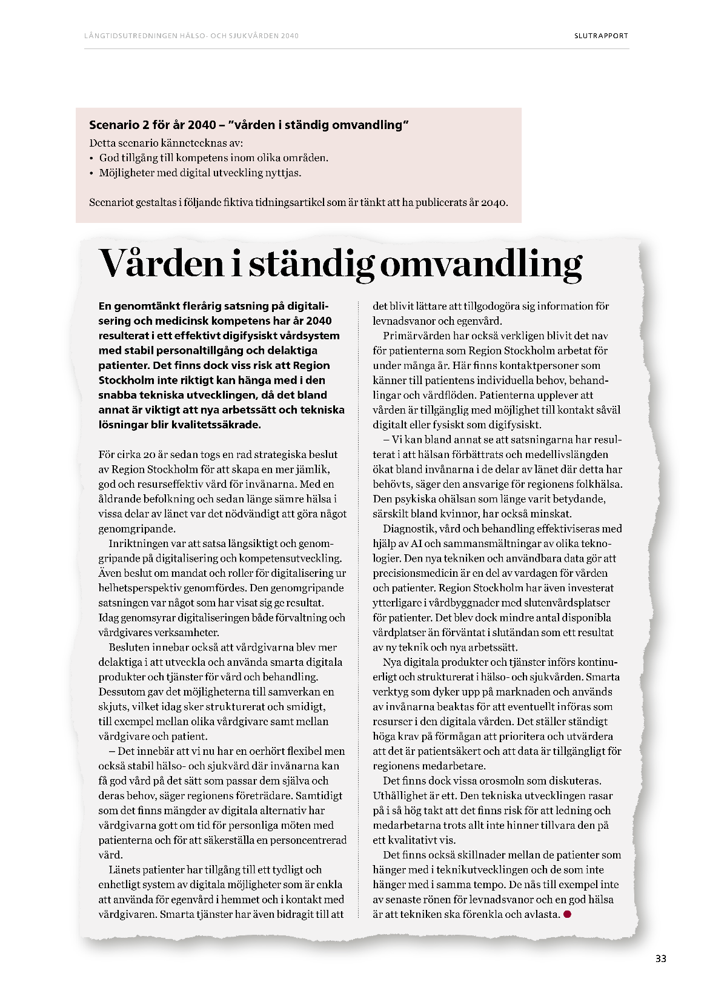 LÅNGTIDSUTREDNINGEN HÄLSO- OCH SJUKVÅRDEN 2040
SLUTRAPPORT
Scenario 2 för år 2040 – ”vården i ständig omvandling”
Detta scenario kännetecknas av:
• God tillgång till kompetens inom olika områden.
• Möjligheter med digital utveckling nyttjas.
Scenariot gestaltas i följande fiktiva tidningsartikel som är tänkt att ha publicerats år 2040.
Vården i ständig omvandling
En genomtänkt flerårig satsning på digitali-
sering och medicinsk kompetens har år 2040
resulterat i ett effektivt digifysiskt vårdsystem
med stabil personaltillgång och delaktiga
patienter. Det finns dock viss risk att Region
Stockholm inte riktigt kan hänga med i den
snabba tekniska utvecklingen, då det bland
annat är viktigt att nya arbetssätt och tekniska
lösningar blir kvalitetssäkrade.
För cirka 20 år sedan togs en rad strategiska beslut
av Region Stockholm för att skapa en mer jämlik,
god och resurseffektiv vård för invånarna. Med en
åldrande befolkning och sedan länge sämre hälsa i
vissa delar av länet var det nödvändigt att göra något
genomgripande.
Inriktningen var att satsa långsiktigt och genom-
gripande på digitalisering och kompetensutveckling.
Även beslut om mandat och roller för digitalisering ur
helhetsperspektiv genomfördes. Den genomgripande
satsningen var något som har visat sig ge resultat.
Idag genomsyrar digitaliseringen både förvaltning och
vårdgivares verksamheter.
Besluten innebar också att vårdgivarna blev mer
delaktiga i att utveckla och använda smarta digitala
produkter och tjänster för vård och behandling.
Dessutom gav det möjligheterna till samverkan en
skjuts, vilket idag sker strukturerat och smidigt,
till exempel mellan olika vårdgivare samt mellan
vårdgivare och patient.
– Det innebär att vi nu har en oerhört flexibel men
också stabil hälso- och sjukvård där invånarna kan
få god vård på det sätt som passar dem själva och
deras behov, säger regionens företrädare. Samtidigt
som det finns mängder av digitala alternativ har
vårdgivarna gott om tid för personliga möten med
patienterna och för att säkerställa en personcentrerad
vård.
Länets patienter har tillgång till ett tydligt och
enhetligt system av digitala möjligheter som är enkla
att använda för egenvård i hemmet och i kontakt med
vårdgivaren. Smarta tjänster har även bidragit till att
det blivit lättare att tillgodogöra sig information för
levnadsvanor och egenvård.
Primärvården har också verkligen blivit det nav
för patienterna som Region Stockholm arbetat för
under många år. Här finns kontaktpersoner som
känner till patientens individuella behov, behand-
lingar och vårdflöden. Patienterna upplever att
vården är tillgänglig med möjlighet till kontakt såväl
digitalt eller fysiskt som digifysiskt.
– Vi kan bland annat se att satsningarna har resul-
terat i att hälsan förbättrats och medellivslängden
ökat bland invånarna i de delar av länet där detta har
behövts, säger den ansvarige för regionens folkhälsa.
Den psykiska ohälsan som länge varit betydande,
särskilt bland kvinnor, har också minskat.
Diagnostik, vård och behandling effektiviseras med
hjälp av AI och sammansmältningar av olika tekno-
logier. Den nya tekniken och användbara data gör att
precisionsmedicin är en del av vardagen för vården
och patienter. Region Stockholm har även investerat
ytterligare i vårdbyggnader med slutenvårdsplatser
för patienter. Det blev dock mindre antal disponibla
vårdplatser än förväntat i slutändan som ett resultat
av ny teknik och nya arbetssätt.
Nya digitala produkter och tjänster införs kontinu-
erligt och strukturerat i hälso- och sjukvården. Smarta
verktyg som dyker upp på marknaden och används
av invånarna beaktas för att eventuellt införas som
resurser i den digitala vården. Det ställer ständigt
höga krav på förmågan att prioritera och utvärdera
att det är patientsäkert och att data är tillgängligt för
regionens medarbetare.
Det finns dock vissa orosmoln som diskuteras.
Uthållighet är ett. Den tekniska utvecklingen rasar
på i så hög takt att det finns risk för att ledning och
medarbetarna trots allt inte hinner tillvara den på
ett kvalitativt vis.
Det finns också skillnader mellan de patienter som
hänger med i teknikutvecklingen och de som inte
hänger med i samma tempo. De nås till exempel inte
av senaste rönen för levnadsvanor och en god hälsa
är att tekniken ska förenkla och avlasta.
33